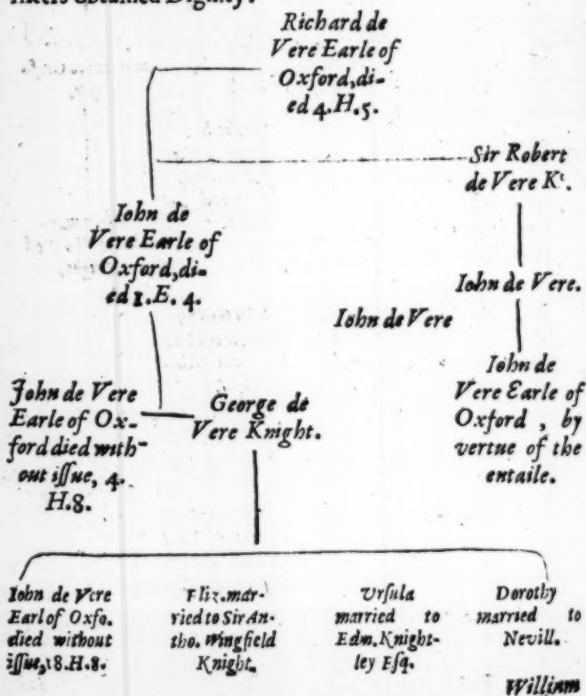 Richard de
Vere Earle of
Oxford, di-
ed 4. H. 5.
Sir Robert
de Vere Kt.
Iohn de
Vere Earle of
Oxford, di-
ed 1. E. 4.
Iohn de Vere.
Iohn de Vere
John de Vere
Earle of Ox-
ford died with-
out issue, 4.
H. 8.
George de
Vere Knight.
Iohn de
Vere Earle of
Oxford , by
vertue of the
entaile.
Iohn de Vere
Earl of Oxfo.
died without
issue, 18. H. 8.
Eliz. mar-
ried to Sir An-
tho. Wingfield
Knight.
Vrsula
married to
Edm. Knight-
ley Esq.
Dorothy
married to
Nevill.
William